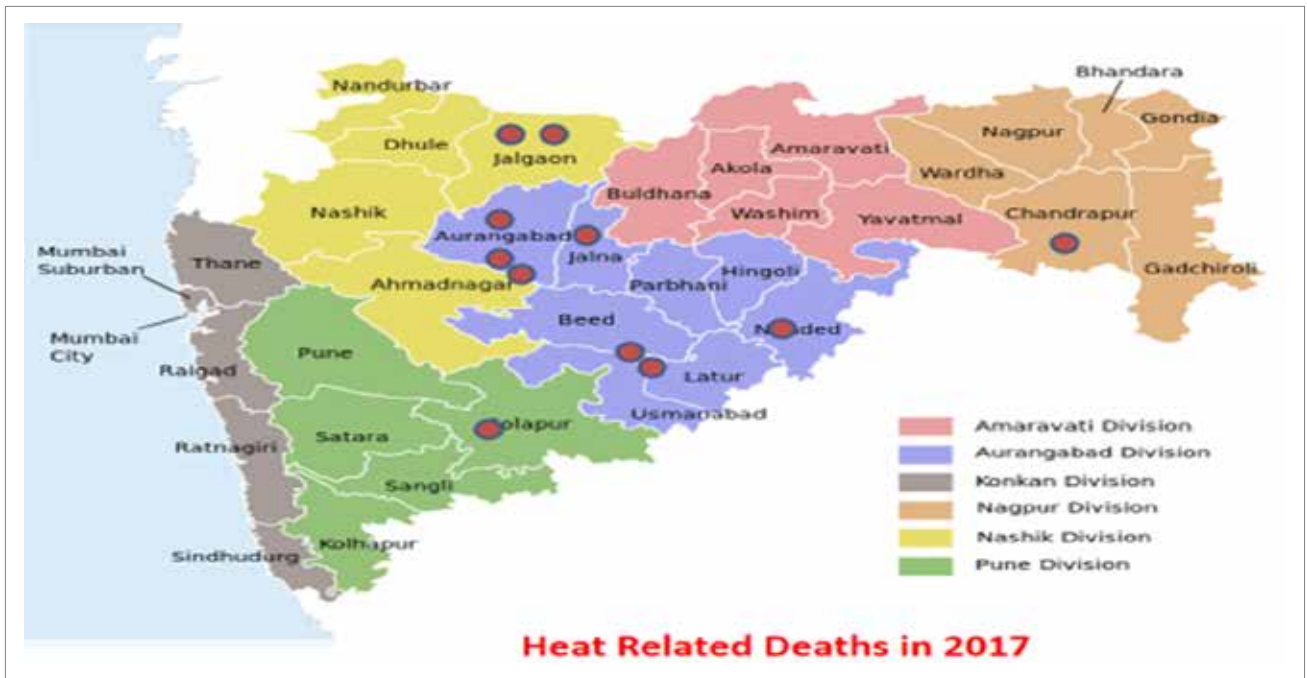 Nandurbar
Bhandara
Dhule
Jalgaon
Nagpur
Gondia
Amaravati
Akola
Wardha
Buldhana
Nashik
Washim
Yavatmal
Chandrapur
Aurangabad
Mumbai
Suburban
Thane
Jalna
Hingoli
Gadchiroli
Ahmadnagar
Parbhani
Beed
Mumbai
City
Pune
Raigad
Latur
Usmanabad
Satara
Ratnagiri
Sangli
Kolhapur
Sindhudurg
Amaravati Division
Aurangabad Division
Konkan Division
Nagpur Division
Nashik Division
Pune Division
Heat Related Deaths in 2017